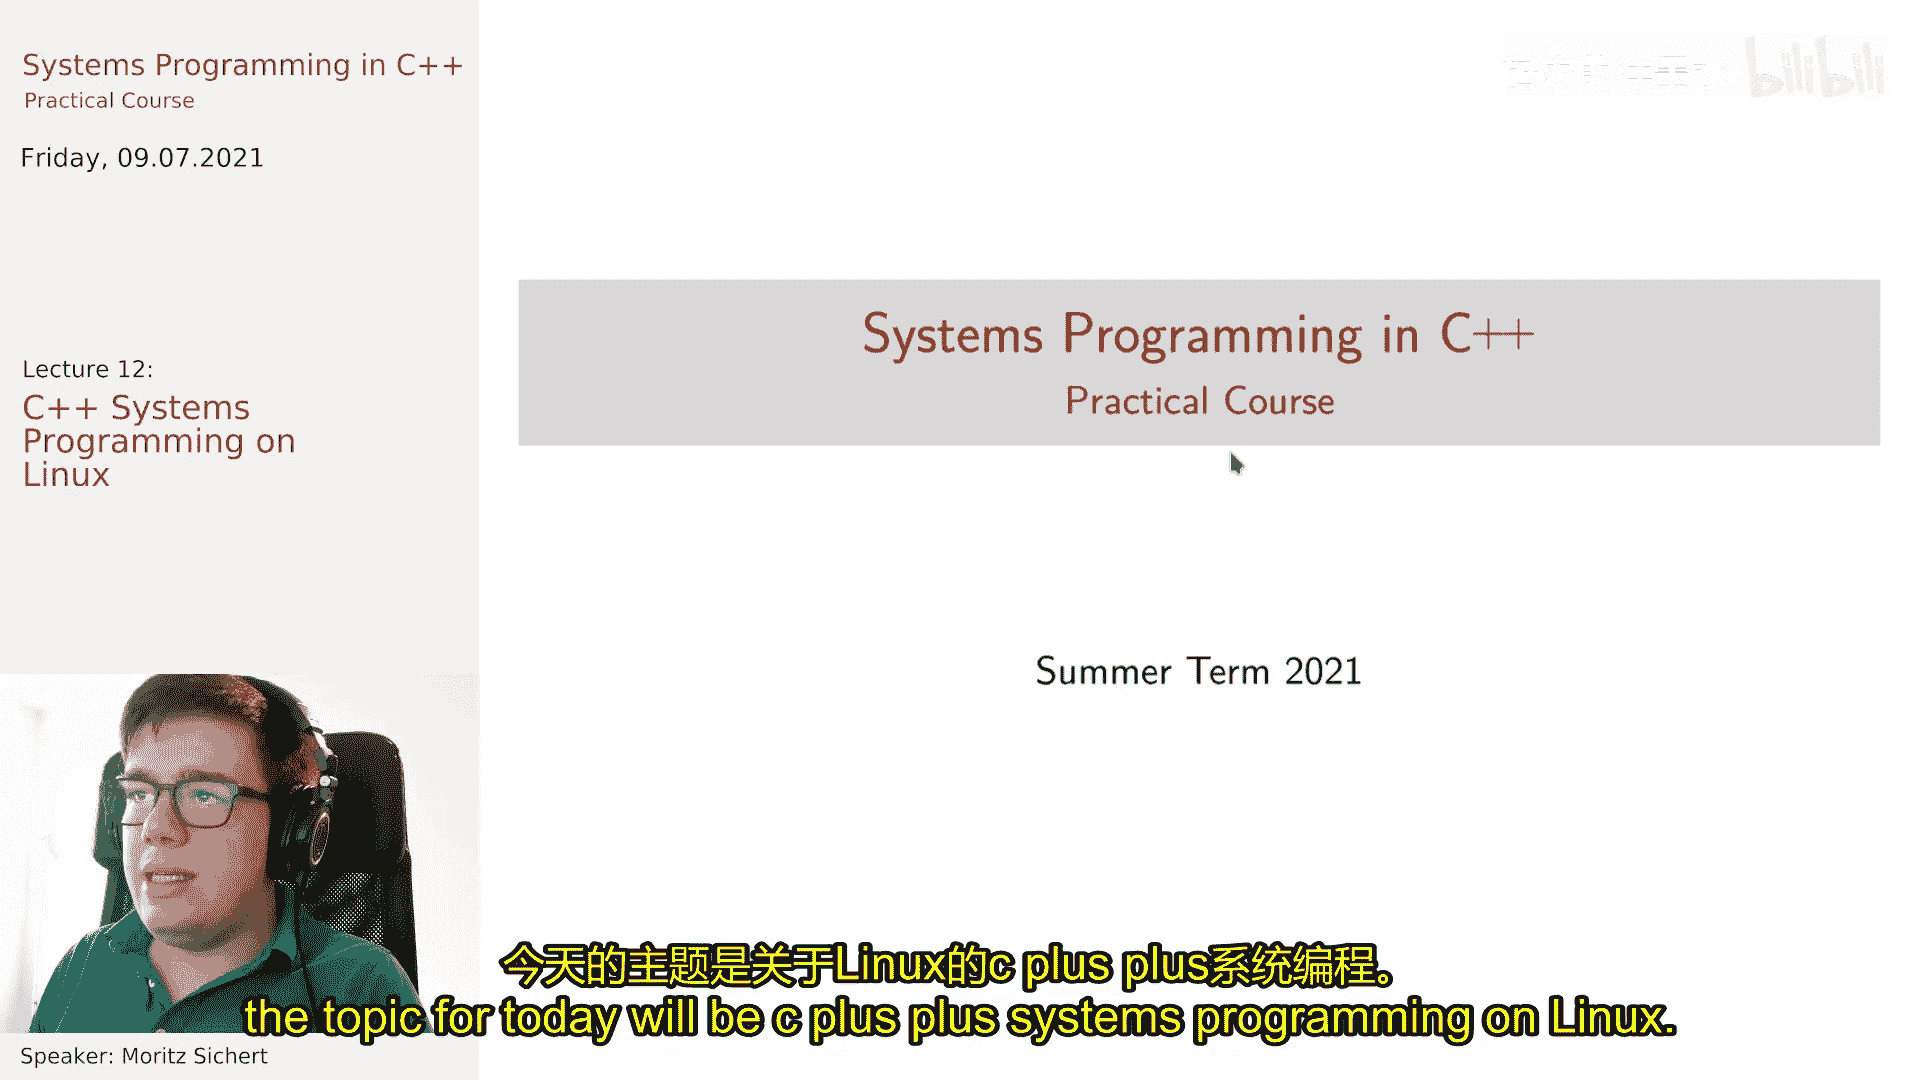 Systems Programming in C++
Practical Course
Friday, 09.07.2021
Lecture 12:
C++ Systems
Programming on
Linux
bilibili
Systems Programming in C++
Practical Course
Summer Term 2021
今天的主题是关于Linux的c plus plus系统编程。
the topic for today will be c plus plus systems programming on Linux.
Speaker: Moritz Sichert